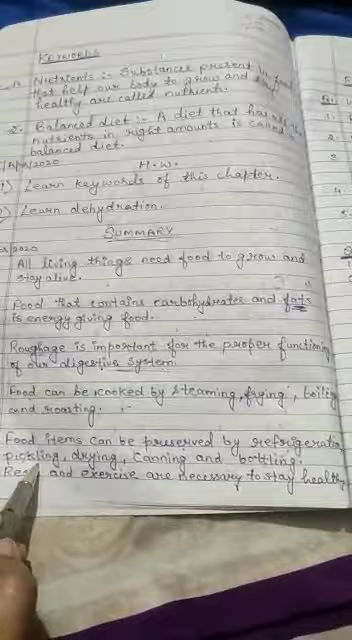 KEYWORDS
1. Nutrients :- Substances present in food
that help our body to grow and stay
healthy are called nutrients.
2. Balanced diet :- A diet that has all the
nutrients in right amounts is called a
balanced diet.
/April/2020
H.W.
1) Learn keywords of this chapter.
2) Learn dehydration.
SUMMARY
/2020
All living things need food to grow and
stay alive.
Food that contains carbohydrates and fats
is energy giving food.
Roughage is important for the proper functioning
of our digestive system.
Food can be cooked by steaming, frying, boiling
and roasting.
Food items can be preserved by refrigeration
pickling, drying, canning and bottling.
and exercise are necessary to stay healthy